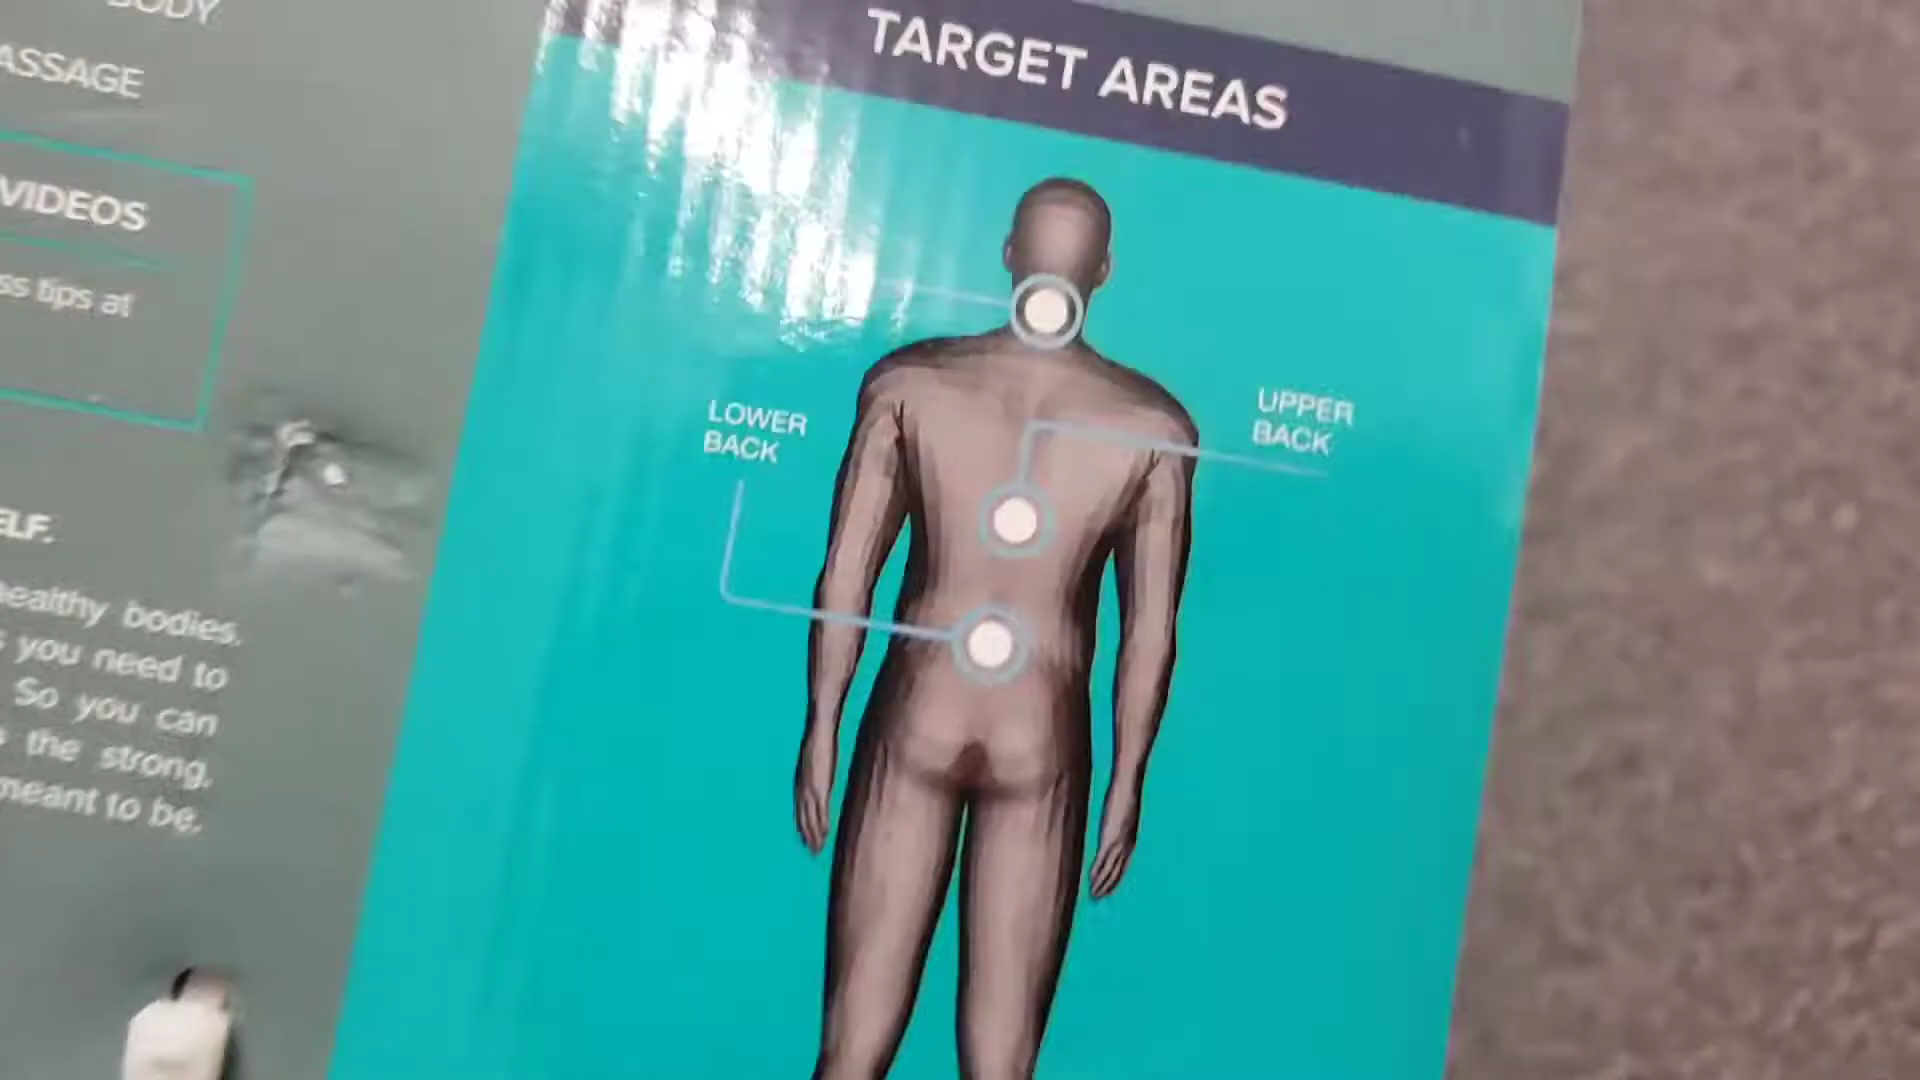 BODY
ASSAGE
VIDEOS
ss tips at
ELF.
healthy bodies,
you need to
So you can
the strong,
meant to be.
TARGET AREAS
LOWER
BACK
UPPER
BACK